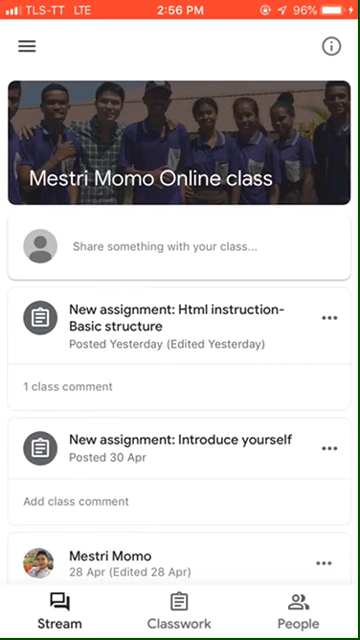 TLS-TT LTE 2:56 PM 96%
Mestri Momo Online class
Share something with your class...
New assignment: Html instruction-
Basic structure
Posted Yesterday (Edited Yesterday)
1 class comment
New assignment: Introduce yourself
Posted 30 Apr
Add class comment
Mestri Momo
28 Apr (Edited 28 Apr)
Stream Classwork People